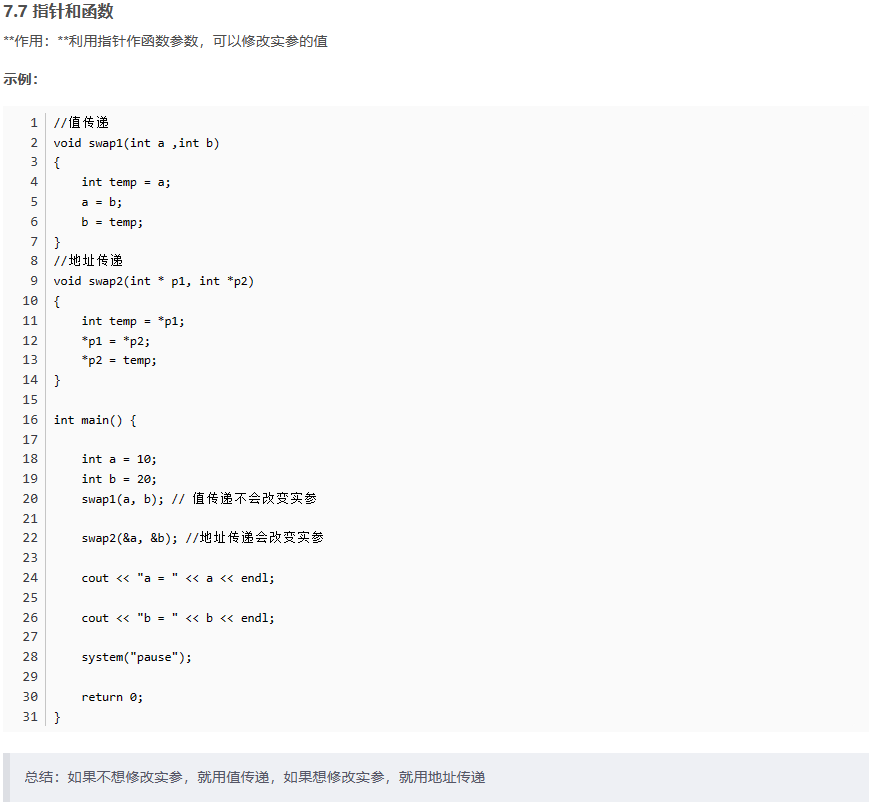 7.7 指针和函数
**作用：**利用指针作函数参数，可以修改实参的值
示例：
1 //值传递
2 void swap1(int a ,int b)
3 {
4     int temp = a;
5     a = b;
6     b = temp;
7 }
8 //地址传递
9 void swap2(int * p1, int *p2)
10 {
11     int temp = *p1;
12     *p1 = *p2;
13     *p2 = temp;
14 }
15
16 int main() {
17
18     int a = 10;
19     int b = 20;
20     swap1(a, b); // 值传递不会改变实参
21
22     swap2(&a, &b); //地址传递会改变实参
23
24     cout << "a = " << a << endl;
25
26     cout << "b = " << b << endl;
27
28     system("pause");
29
30     return 0;
31 }
总结：如果不想修改实参，就用值传递，如果想修改实参，就用地址传递